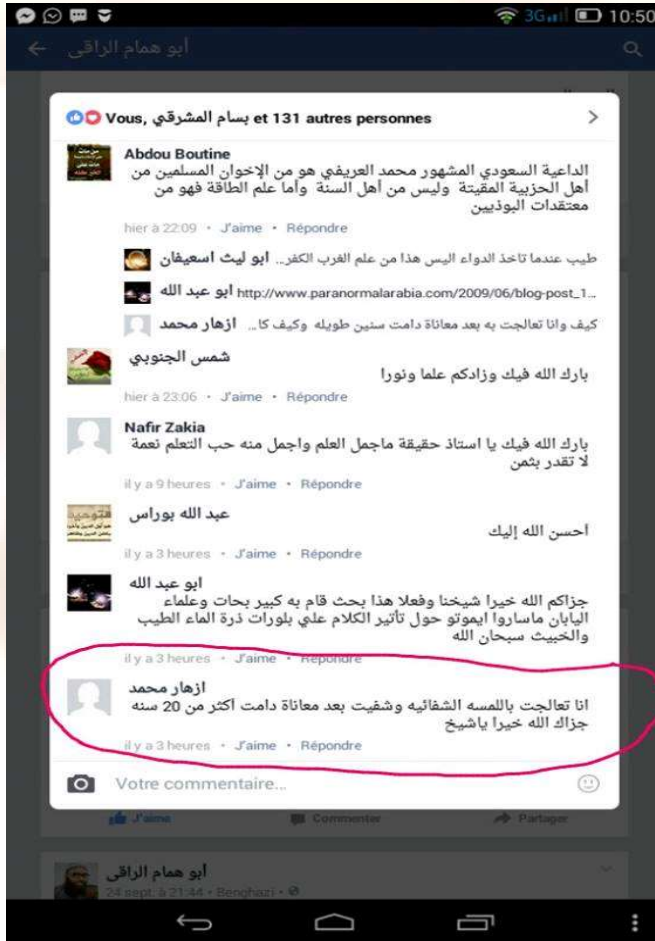 3G 10:50
أبو همام الراقي
Vous, بسام المشرقي et 131 autres personnes
Abdou Boutine
الداعية السعودي المشهور محمد العريفي هو من الإخوان المسلمين من
أهل الحزبية المقيتة وليس من أهل السنة وأما علم الطاقة فهو من
معتقدات البوذيين
hier à 22:09 • J'aime • Répondre
ابو ليث اسعيفان طيب عندما تاخذ الدواء اليس هذا من علم الغرب الكفر...
ابو عبد الله http://www.paranormalarabia.com/2009/06/blog-post_1...
ازهار محمد كيف وانا تعالجت به بعد معاناة دامت سنين طويله وكيف كا...
شمس الجنوبي
بارك الله فيك وزادكم علما ونورا
hier à 23:06 • J'aime • Répondre
Nafir Zakia
بارك الله فيك يا استاذ حقيقة ماجمل العلم واجمل منه حب التعلم نعمة
لا تقدر بثمن
il y a 9 heures • J'aime • Répondre
عبد الله بوراس
احسن الله إليك
il y a 3 heures • J'aime • Répondre
ابو عبد الله
جزاكم الله خيرا شيخنا وفعلا هذا بحث قام به كبير بحات وعلماء
اليابان ماساروا ايموتو حول تأثير الكلام علي بلورات ذرة الماء الطيب
والخبيث سبحان الله
il y a 3 heures • J'aime • Répondre
ازهار محمد
انا تعالجت باللمسه الشفائيه وشفيت بعد معاناة دامت أكثر من 20 سنه
جزاك الله خيرا ياشيخ
il y a 3 heures • J'aime • Répondre
Votre commentaire...
J'aime Commenter Partager
أبو همام الراقي
24 sept. à 21:44 • Benghazi •